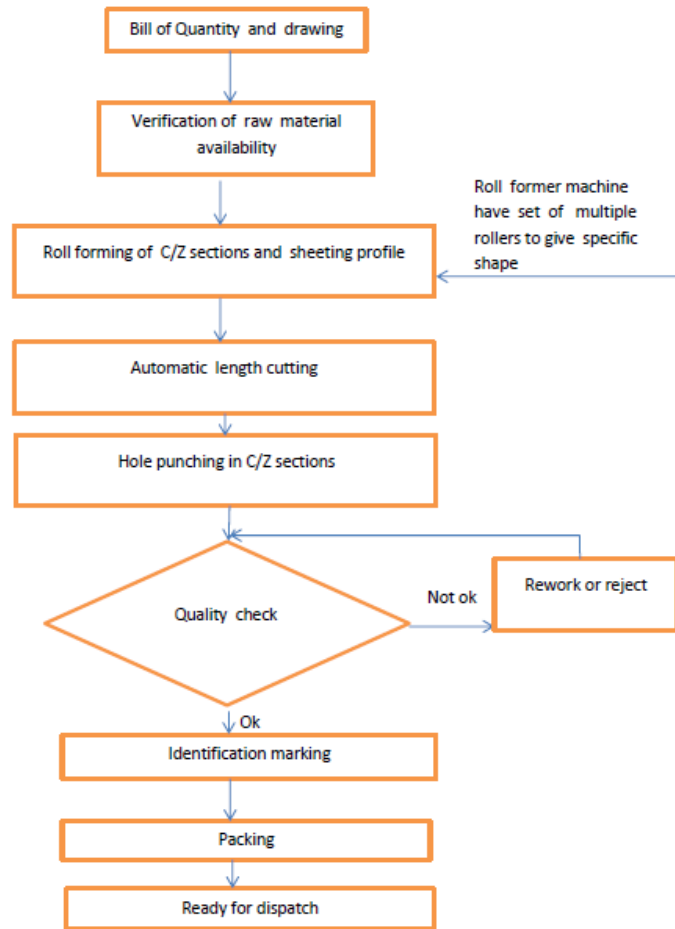 Bill of Quantity and drawing
Verification of raw material
availability
Roll former machine
have set of multiple
rollers to give specific
shape
Roll forming of C/Z sections and sheeting profile
Automatic length cutting
Hole punching in C/Z sections
Quality check
Not ok
Rework or reject
Ok
Identification marking
Packing
Ready for dispatch